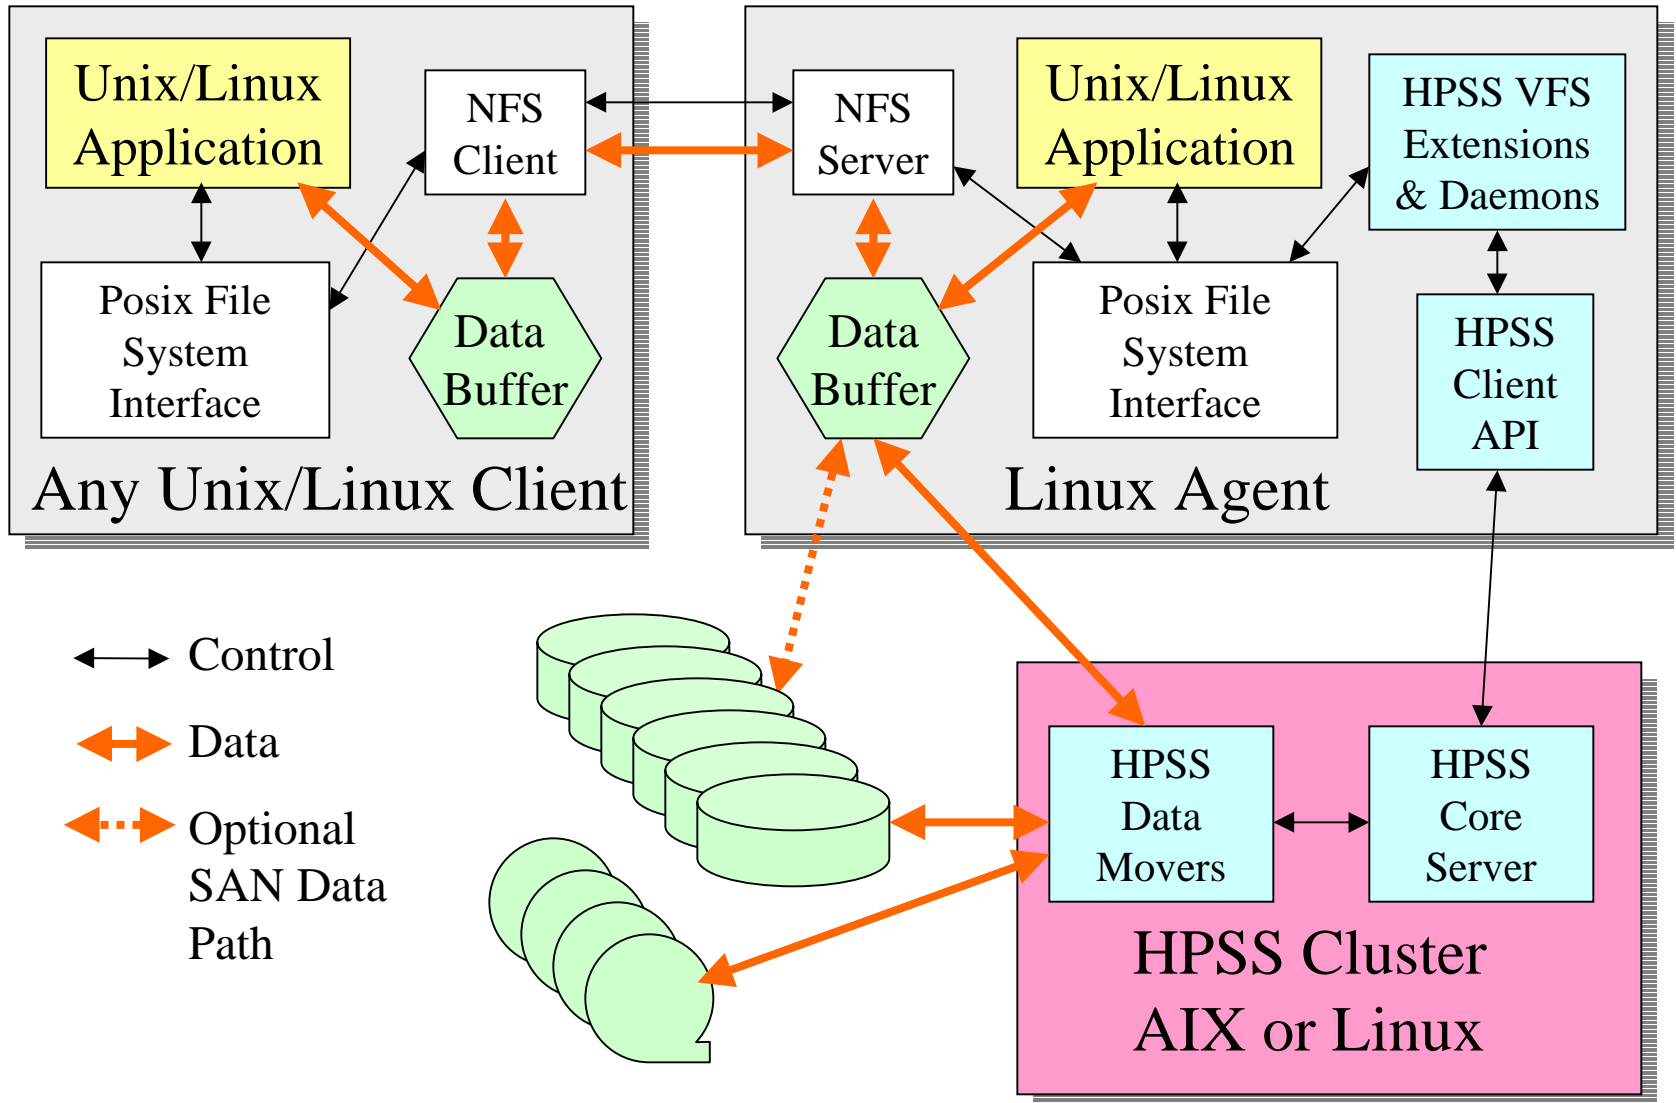 Unix/Linux
Application
NFS
Client
Posix File
System
Interface
Data
Buffer
Any Unix/Linux Client
NFS
Server
Unix/Linux
Application
HPSS VFS
Extensions
& Daemons
Data
Buffer
Posix File
System
Interface
HPSS
Client
API
Linux Agent
Control
Data
Optional
SAN Data
Path
HPSS
Data
Movers
HPSS
Core
Server
HPSS Cluster
AIX or Linux